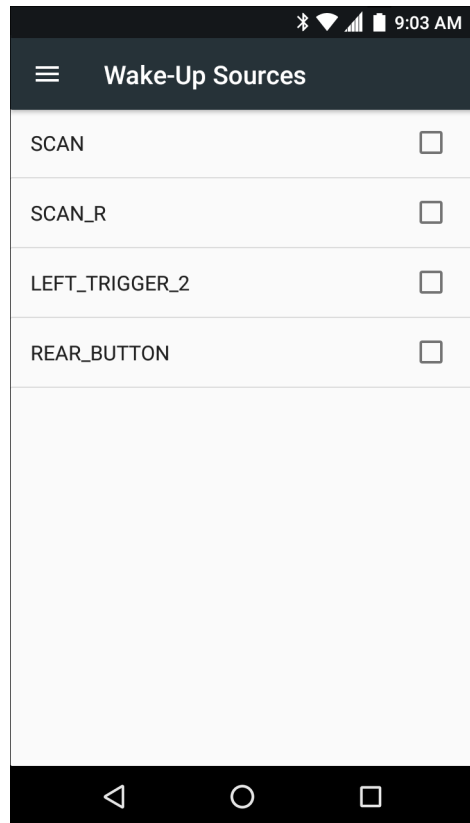 9:03 AM
Wake-Up Sources
SCAN
SCAN_R
LEFT_TRIGGER_2
REAR_BUTTON